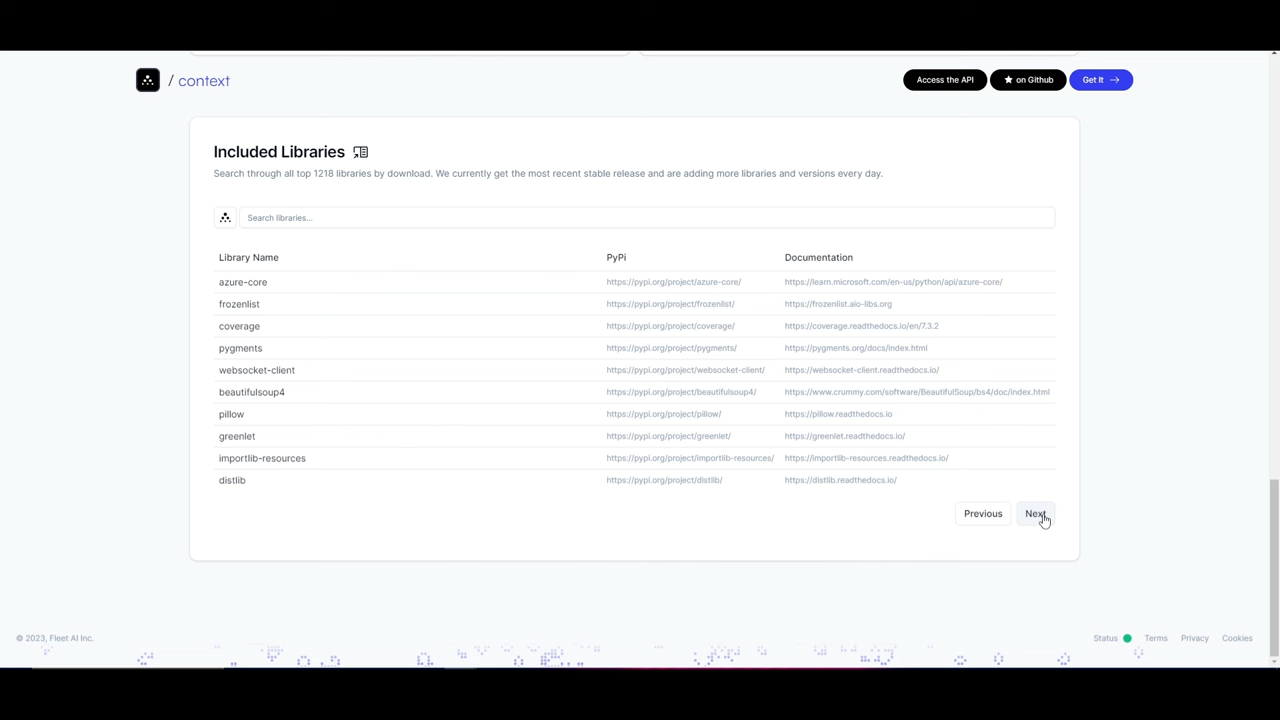 / context
Access the API
★ on Github
Get It →
Included Libraries
Search through all top 1218 libraries by download. We currently get the most recent stable release and are adding more libraries and versions every day.
Search libraries...
Library Name PyPi Documentation
azure-core https://pypi.org/project/azure-core/ https://learn.microsoft.com/en-us/python/api/azure-core/
frozenlist https://pypi.org/project/frozenlist/ https://frozenlist.aio-libs.org
coverage https://pypi.org/project/coverage/ https://coverage.readthedocs.io/en/7.3.2
pygments https://pypi.org/project/pygments/ https://pygments.org/docs/index.html
websocket-client https://pypi.org/project/websocket-client/ https://websocket-client.readthedocs.io/
beautifulsoup4 https://pypi.org/project/beautifulsoup4/ https://www.crummy.com/software/BeautifulSoup/bs4/doc/index.html
pillow https://pypi.org/project/pillow/ https://pillow.readthedocs.io
greenlet https://pypi.org/project/greenlet/ https://greenlet.readthedocs.io/
importlib-resources https://pypi.org/project/importlib-resources/ https://importlib-resources.readthedocs.io/
distlib https://pypi.org/project/distlib/ https://distlib.readthedocs.io/
Previous Next
© 2023, Fleet AI Inc. Status Terms Privacy Cookies